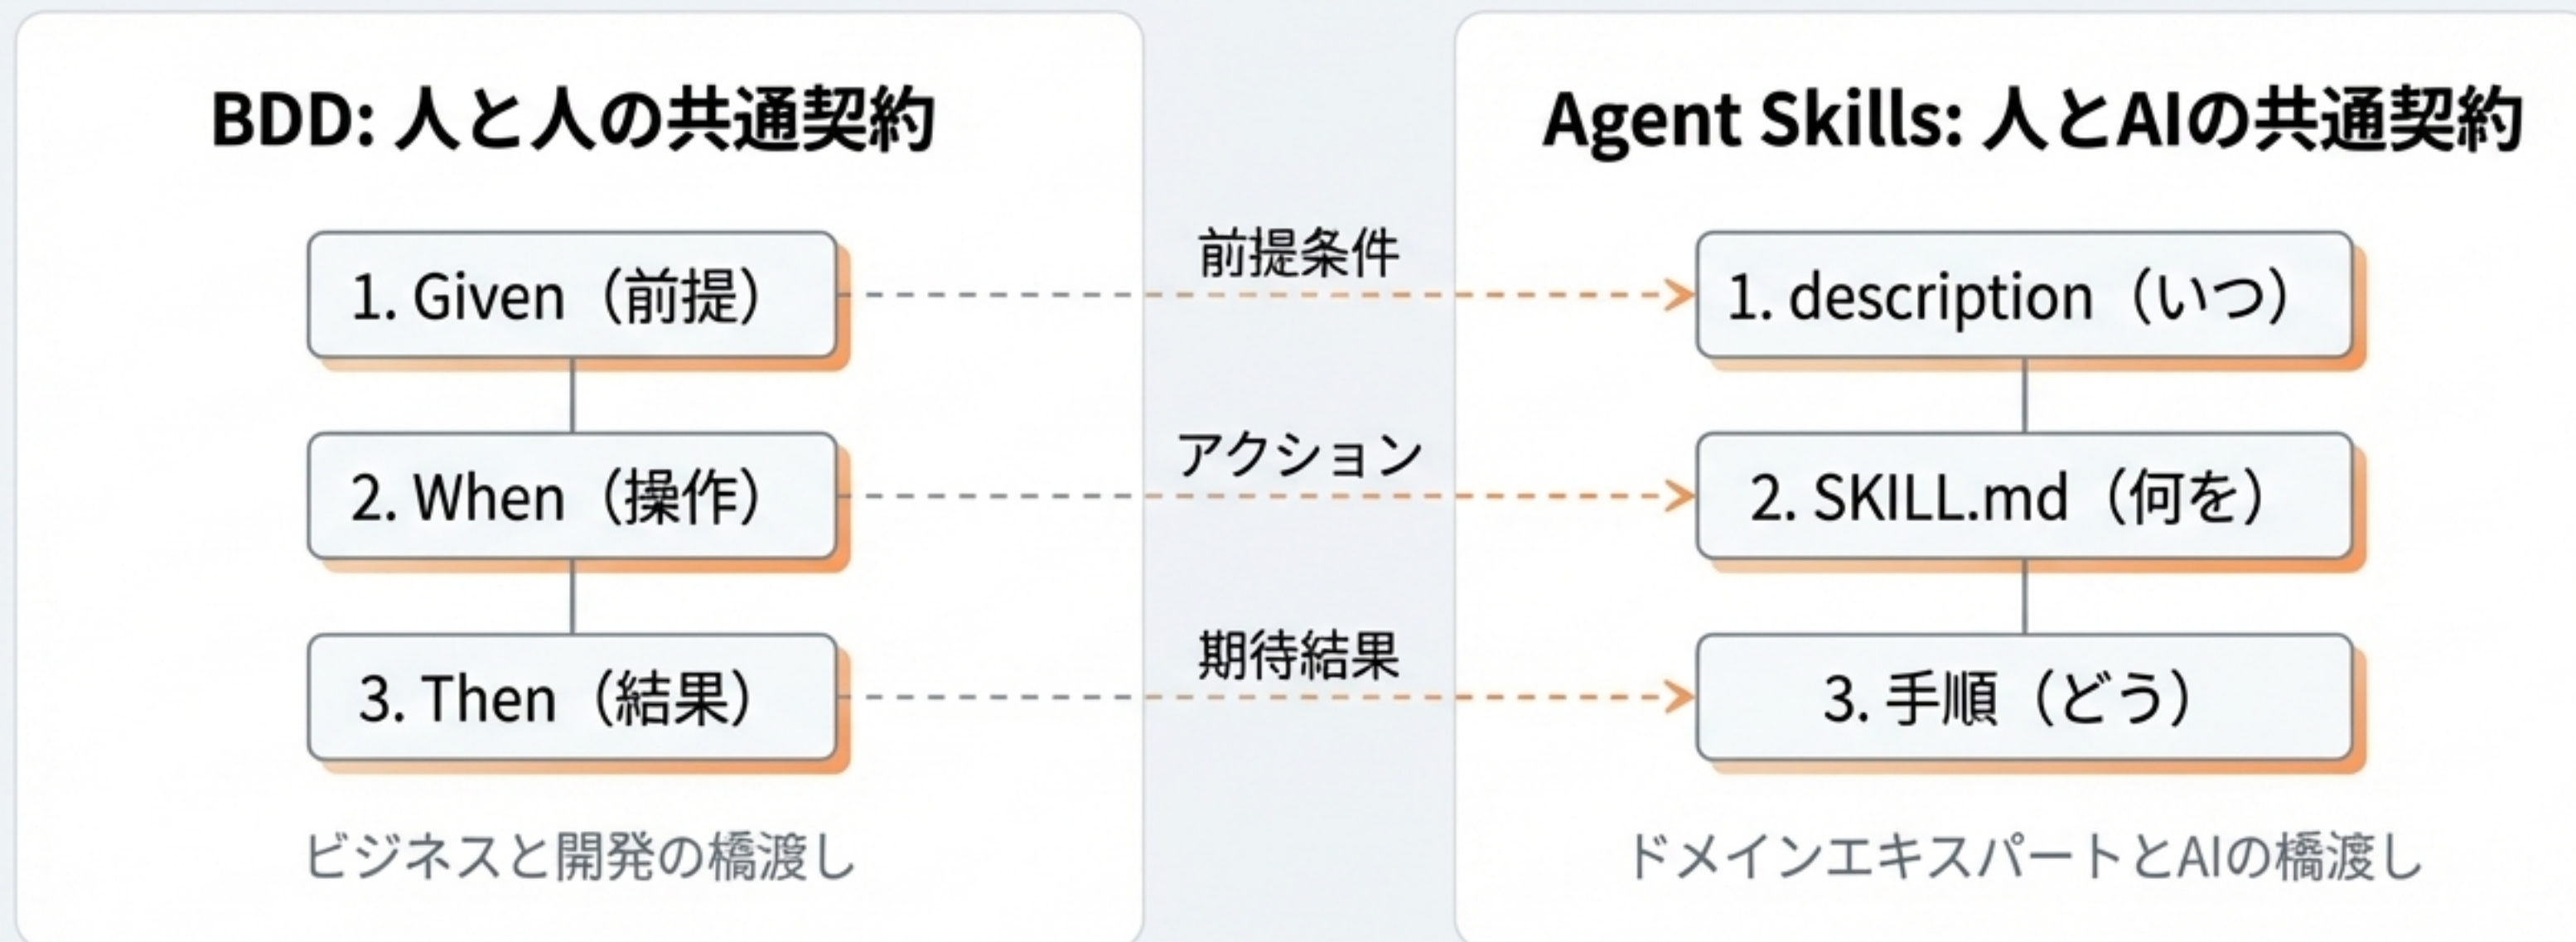 BDD: 人と人の共通契約
1. Given（前提）
2. When（操作）
3. Then（結果）
ビジネスと開発の橋渡し
前提条件
アクション
期待結果
Agent Skills: 人とAIの共通契約
1. description（いつ）
2. SKILL.md（何を）
3. 手順（どう）
ドメインエキスパートとAIの橋渡し